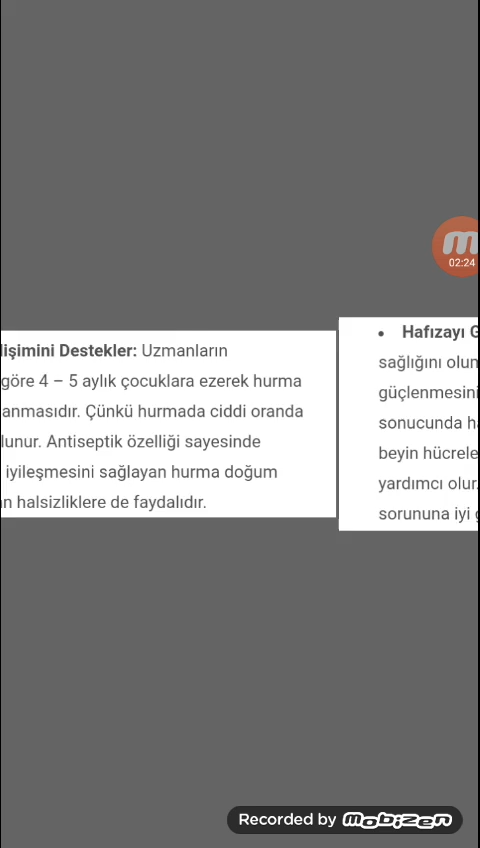 lişimini Destekler: Uzmanların
göre 4 – 5 aylık çocuklara ezerek hurma
anmasıdır. Çünkü hurmada ciddi oranda
lunur. Antiseptik özelliği sayesinde
iyileşmesini sağlayan hurma doğum
n halsizliklere de faydalıdır.
• Hafızayı G
sağlığını olum
güçlenmesini
sonucunda ha
beyin hücrele
yardımcı olur.
sorununa iyi g
02:24
Recorded by mobizen